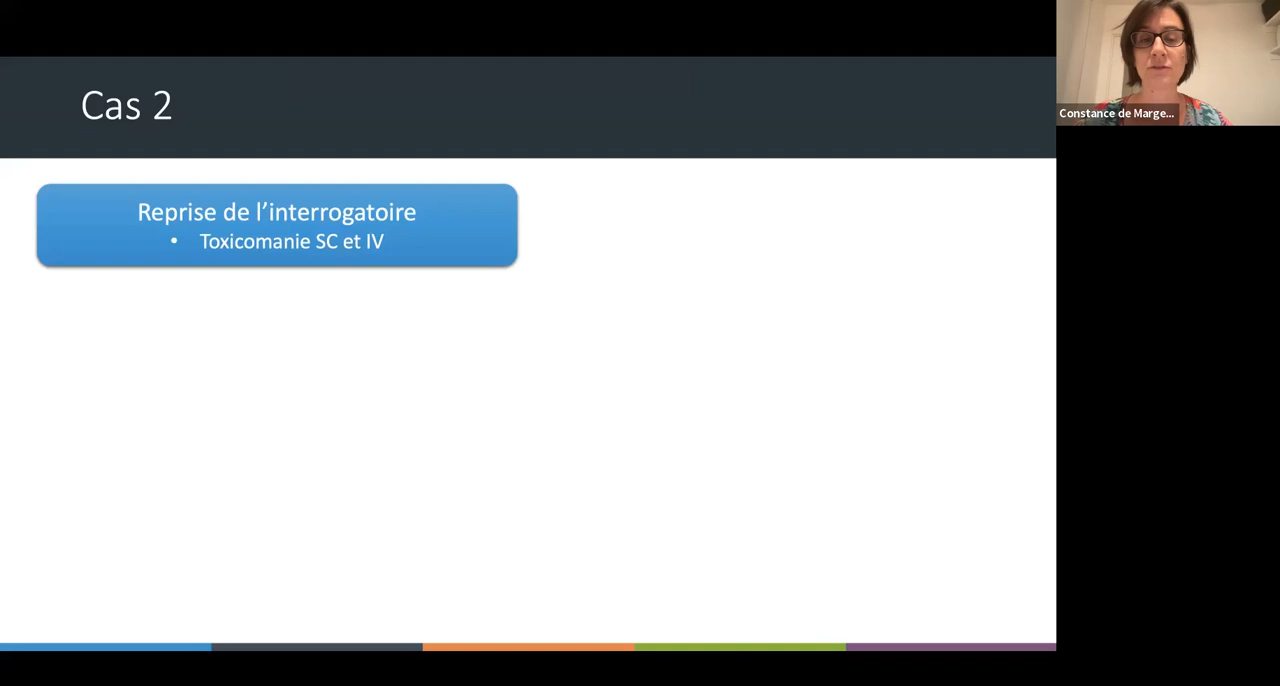 Cas 2
Reprise de l'interrogatoire
• Toxicomanie SC et IV
Constance de Marge...